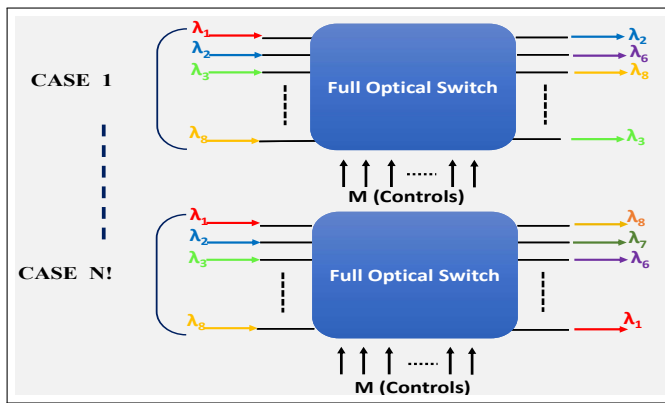 λ1 λ2
λ2 λ6
λ3 λ8
CASE 1
Full Optical Switch
λ8 λ3
M (Controls)
λ1 λ8
λ2 λ7
λ3 λ6
CASE N!
Full Optical Switch
λ8 λ1
M (Controls)